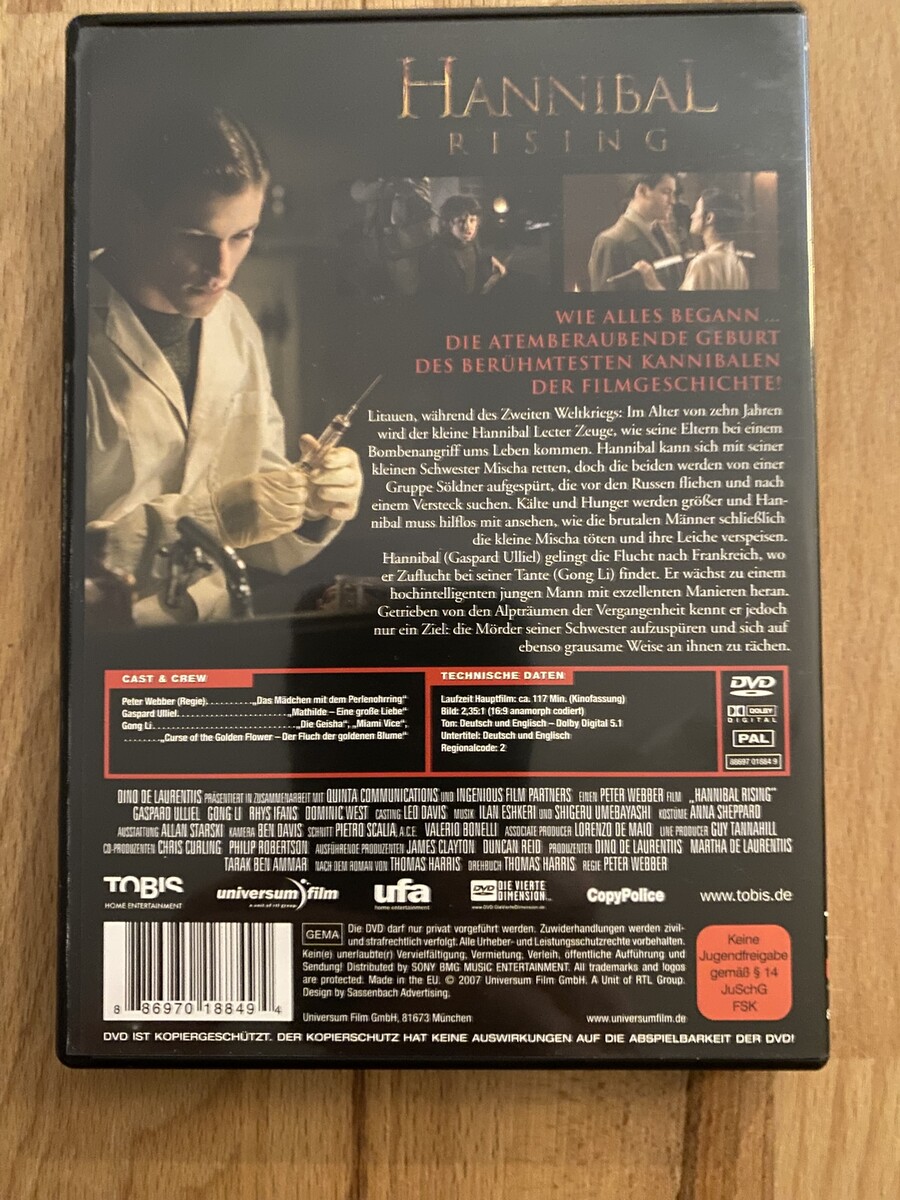 HANNIBAL
RISING
WIE ALLES BEGANN ...
DIE ATEMBERAUBENDE GEBURT
DES BERÜHMTESTEN KANNIBALEN
DER FILMGESCHICHTE!
Litauen, während des Zweiten Weltkriegs: Im Alter von zehn Jahren
wird der kleine Hannibal Lecter Zeuge, wie seine Eltern bei einem
Bombenangriff ums Leben kommen. Hannibal kann sich mit seiner
kleinen Schwester Mischa retten, doch die beiden werden von einer
Gruppe Söldner aufgespürt, die vor den Russen fliehen und nach
einem Versteck suchen. Kälte und Hunger werden größer und Han-
nibal muss hilflos mit ansehen, wie die brutalen Männer schließlich
die kleine Mischa töten und ihre Leiche verspeisen.
Hannibal (Gaspard Ulliel) gelingt die Flucht nach Frankreich, wo
er Zuflucht bei seiner Tante (Gong Li) findet. Er wächst zu einem
hochintelligenten jungen Mann mit exzellenten Manieren heran.
Getrieben von den Alpträumen der Vergangenheit kennt er jedoch
nur ein Ziel: die Mörder seiner Schwester aufzuspüren und sich auf
ebenso grausame Weise an ihnen zu rächen.
CAST & CREW
Peter Webber (Regie)..........„Das Mädchen mit dem Perlenohrring“
Gaspard Ulliel..........................„Mathilde – Eine große Liebe“
Gong Li....................................„Die Geisha“, „Miami Vice“,
........„Curse of the Golden Flower – Der Fluch der goldenen Blume“
TECHNISCHE DATEN
Laufzeit Hauptfilm: ca. 117 Min. (Kinofassung)
Bild: 2,35:1 (16:9 anamorph codiert)
Ton: Deutsch und Englisch – Dolby Digital 5.1
Untertitel: Deutsch und Englisch
Regionalcode: 2
DVD
DOLBY
DIGITAL
PAL
88697 01884 9
DINO DE LAURENTIIS PRÄSENTIERT IN ZUSAMMENARBEIT MIT QUINTA COMMUNICATIONS UND INGENIOUS FILM PARTNERS EINEN PETER WEBBER FILM „HANNIBAL RISING“
GASPARD ULLIEL GONG LI RHYS IFANS DOMINIC WEST CASTING LEO DAVIS MUSIK ILAN ESHKERI UND SHIGERU UMEBAYASHI KOSTÜME ANNA SHEPPARD
AUSSTATTUNG ALLAN STARSKI KAMERA BEN DAVIS SCHNITT PIETRO SCALIA, A.C.E. VALERIO BONELLI ASSOCIATE PRODUCER LORENZO DE MAIO LINE PRODUCER GUY TANNAHILL
CO-PRODUZENTEN CHRIS CURLING PHILIP ROBERTSON AUSFÜHRENDE PRODUZENTEN JAMES CLAYTON DUNCAN REID PRODUZENTEN DINO DE LAURENTIIS MARTHA DE LAURENTIIS
TARAK BEN AMMAR NACH DEM ROMAN VON THOMAS HARRIS DREHBUCH THOMAS HARRIS REGIE PETER WEBBER
TOBIS
HOME ENTERTAINMENT
universum film
a unit of rtl group
ufa
home entertainment
DVD DIE VIERTE
DIMENSION...
CopyPolice
www.tobis.de
GEMA
Die DVD darf nur privat vorgeführt werden. Zuwiderhandlungen werden zivil-
und strafrechtlich verfolgt. Alle Urheber- und Leistungsschutzrechte vorbehalten.
Kein(e) unerlaubte(r) Vervielfältigung, Vermietung, Verleih, öffentliche Aufführung und
Sendung! Distributed by SONY BMG MUSIC ENTERTAINMENT. All trademarks and logos
are protected. Made in the EU. © 2007 Universum Film GmbH. A Unit of RTL Group.
Design by Sassenbach Advertising.
Universum Film GmbH, 81673 München
www.universumfilm.de
8 86970 18849 4
Keine
Jugendfreigabe
gemäß § 14
JuSchG
FSK
DVD IST KOPIERGESCHÜTZT. DER KOPIERSCHUTZ HAT KEINE AUSWIRKUNGEN AUF DIE ABSPIELBARKEIT DER DVD!